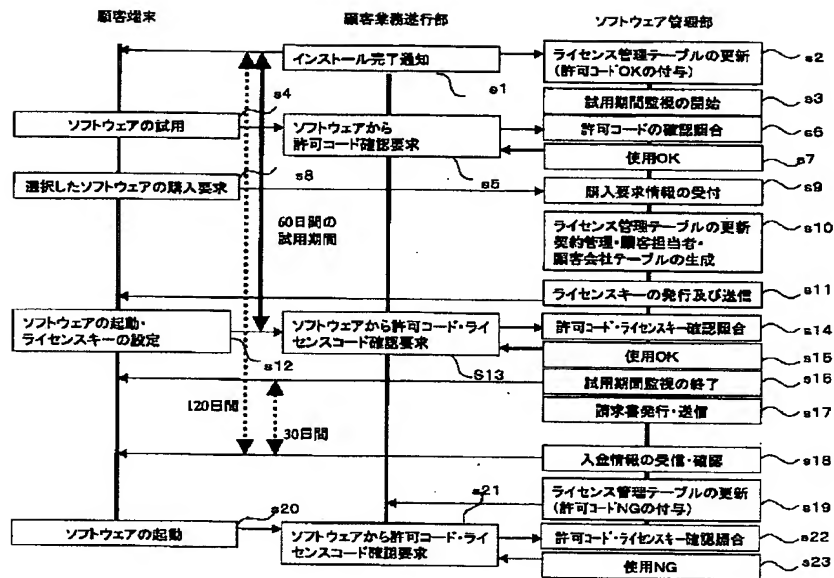 顧客端末
顧客業務遂行部
ソフトウェア管理部
インストール完了通知
s1
ライセンス管理テーブルの更新
(許可コードOKの付与)
s2
試用期間監視の開始
s3
s4
ソフトウェアの試用
ソフトウェアから
許可コード確認要求
s5
許可コードの確認照合
s6
使用OK
s7
選択したソフトウェアの購入要求
s8
購入要求情報の受付
s9
60日間の
試用期間
ライセンス管理テーブルの更新
契約管理・顧客担当者・
顧客会社テーブルの生成
s10
ライセンスキーの発行及び送信
s11
ソフトウェアの起動・
ライセンスキーの設定
s12
ソフトウェアから許可コード・ライ
センスコード確認要求
S13
許可コード・ライセンスキー確認照合
s14
使用OK
s15
試用期間監視の終了
s16
120日間
30日間
請求書発行・送信
s17
入金情報の受信・確認
s18
ライセンス管理テーブルの更新
(許可コードNGの付与)
s19
s20
ソフトウェアの起動
s21
ソフトウェアから許可コード・ライ
センスコード確認要求
許可コード・ライセンスキー確認照合
s22
使用NG
s23